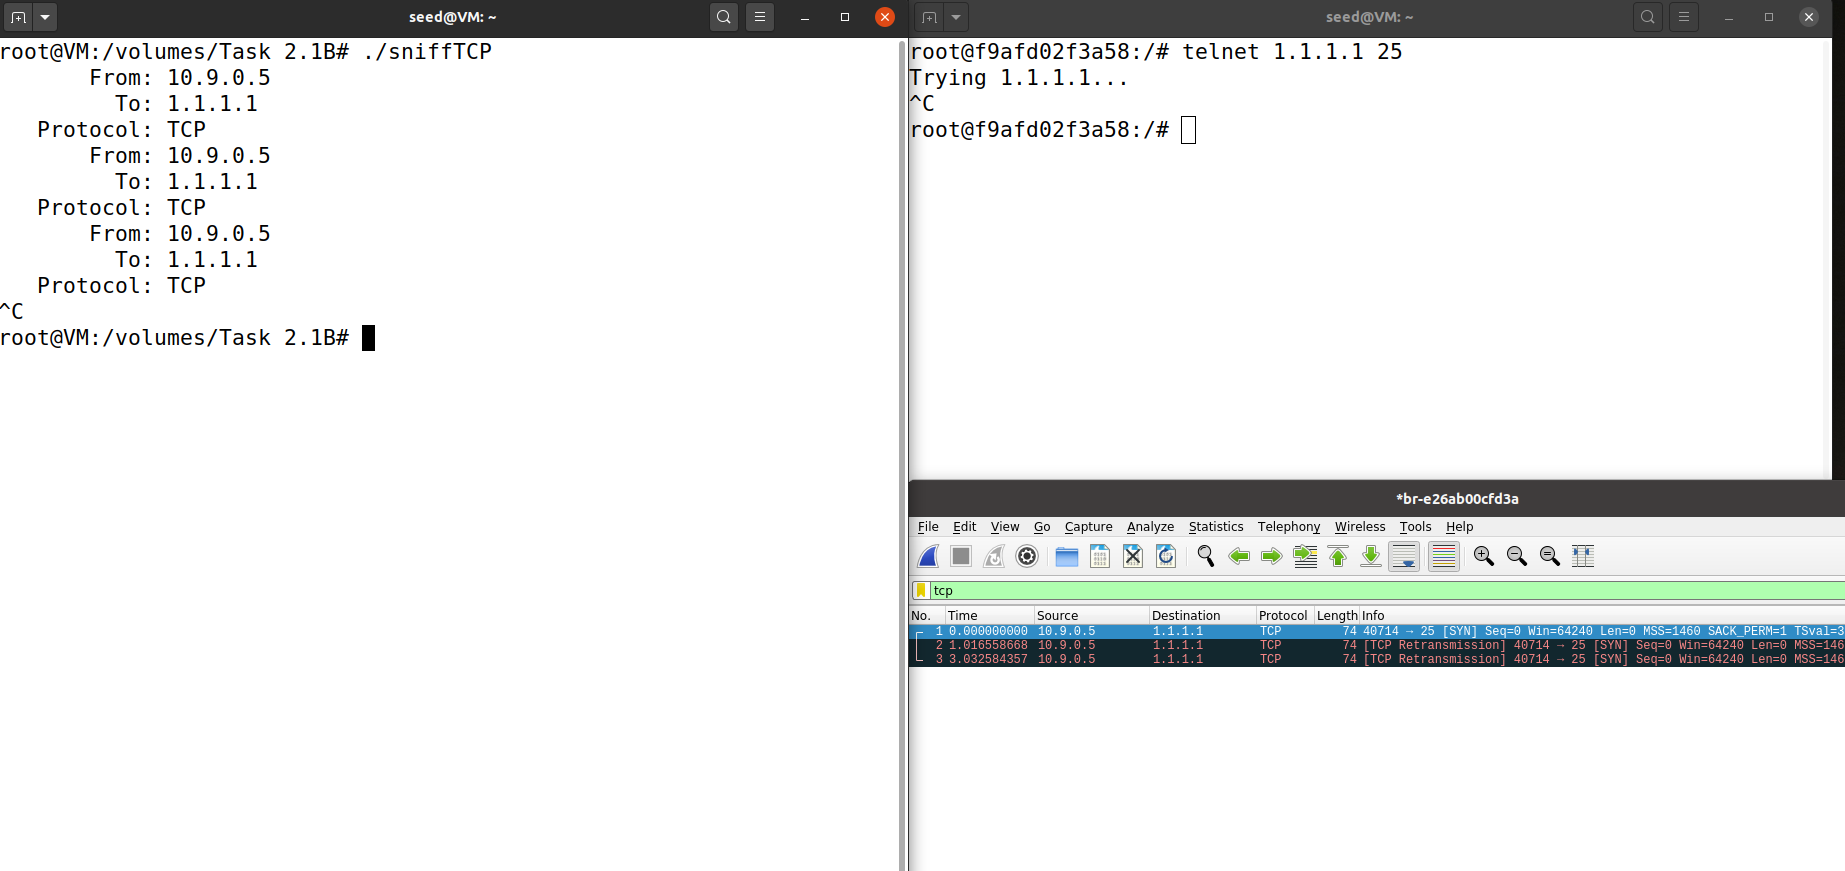 seed@VM: ~
root@VM:/volumes/Task 2.1B# ./sniffTCP
From: 10.9.0.5
To: 1.1.1.1
Protocol: TCP
From: 10.9.0.5
To: 1.1.1.1
Protocol: TCP
From: 10.9.0.5
To: 1.1.1.1
Protocol: TCP
^C
root@VM:/volumes/Task 2.1B#
seed@VM: ~
root@f9afd02f3a58:/# telnet 1.1.1.1 25
Trying 1.1.1.1...
^C
root@f9afd02f3a58:/#
*br-e26ab00cfd3a
File Edit View Go Capture Analyze Statistics Telephony Wireless Tools Help
tcp
No. Time Source Destination Protocol Length Info
1 0.000000000 10.9.0.5 1.1.1.1 TCP 74 40714 → 25 [SYN] Seq=0 Win=64240 Len=0 MSS=1460 SACK_PERM=1 TSval=3
2 1.016558668 10.9.0.5 1.1.1.1 TCP 74 [TCP Retransmission] 40714 → 25 [SYN] Seq=0 Win=64240 Len=0 MSS=146
3 3.032584357 10.9.0.5 1.1.1.1 TCP 74 [TCP Retransmission] 40714 → 25 [SYN] Seq=0 Win=64240 Len=0 MSS=146